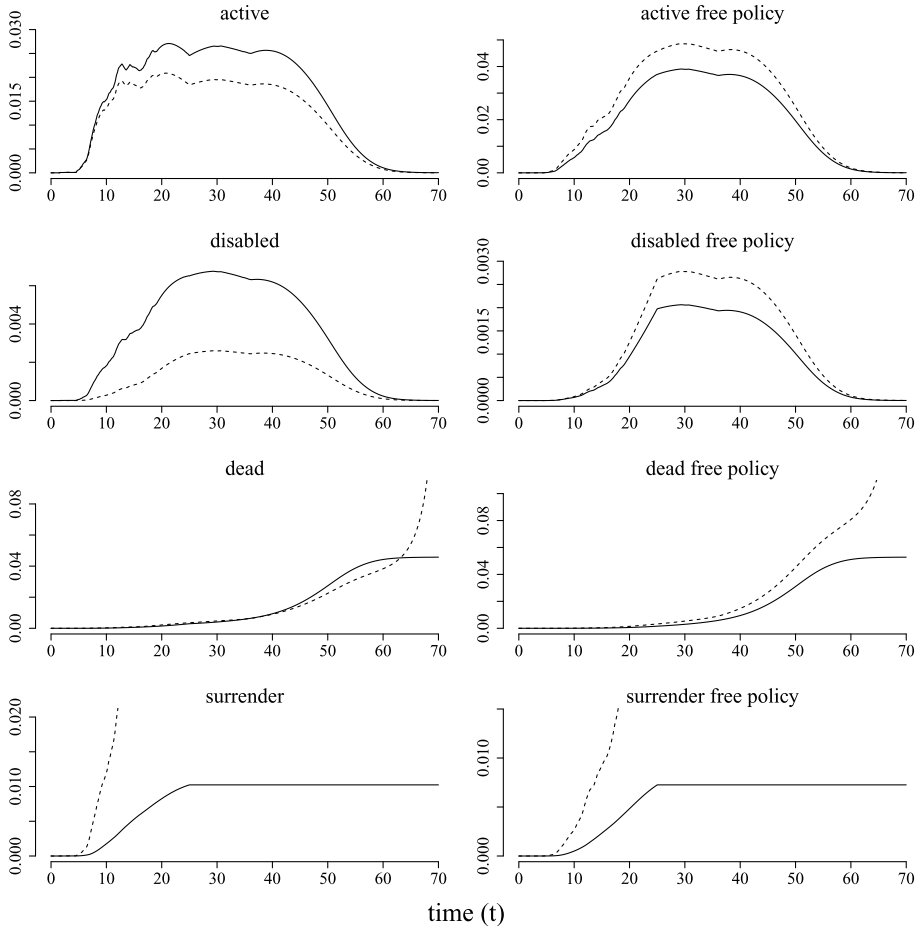 active
0.000 0.015 0.030
0 10 20 30 40 50 60 70
active free policy
0.00 0.02 0.04
0 10 20 30 40 50 60 70
disabled
0.000 0.004
0 10 20 30 40 50 60 70
disabled free policy
0.0000 0.0015 0.0030
0 10 20 30 40 50 60 70
dead
0.00 0.04 0.08
0 10 20 30 40 50 60 70
dead free policy
0.00 0.04 0.08
0 10 20 30 40 50 60 70
surrender
0.000 0.010 0.020
0 10 20 30 40 50 60 70
surrender free policy
0.000 0.010
0 10 20 30 40 50 60 70
time (t)